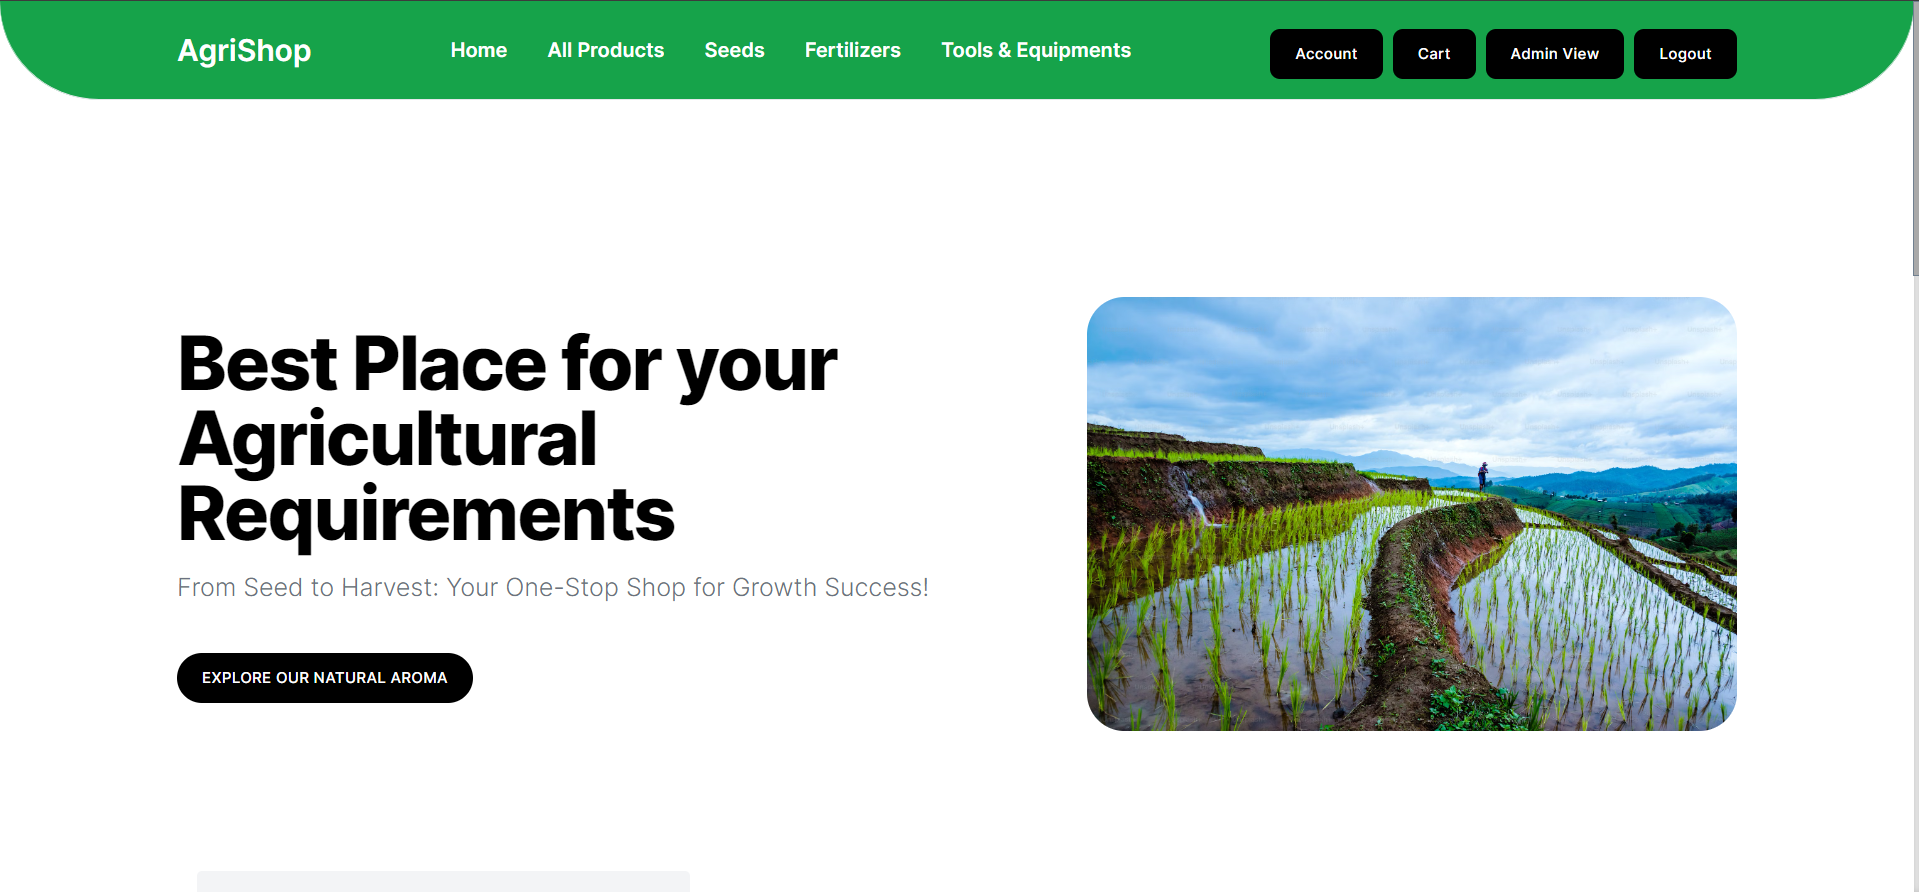 AgriShop
Home
All Products
Seeds
Fertilizers
Tools & Equipments
Account
Cart
Admin View
Logout
Best Place for your
Agricultural
Requirements
From Seed to Harvest: Your One-Stop Shop for Growth Success!
EXPLORE OUR NATURAL AROMA